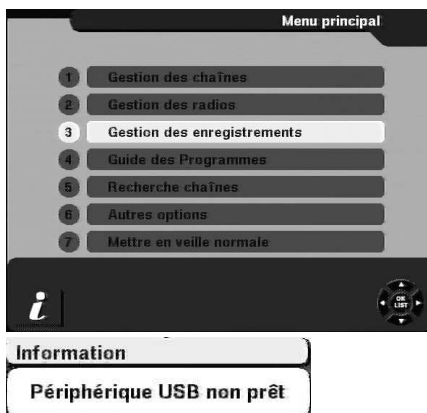 Menu principal
1 Gestion des chaînes
2 Gestion des radios
3 Gestion des enregistrements
4 Guide des Programmes
5 Recherche chaînes
6 Autres options
7 Mettre en veille normale
i
OK
LIST
Information
Périphérique USB non prêt